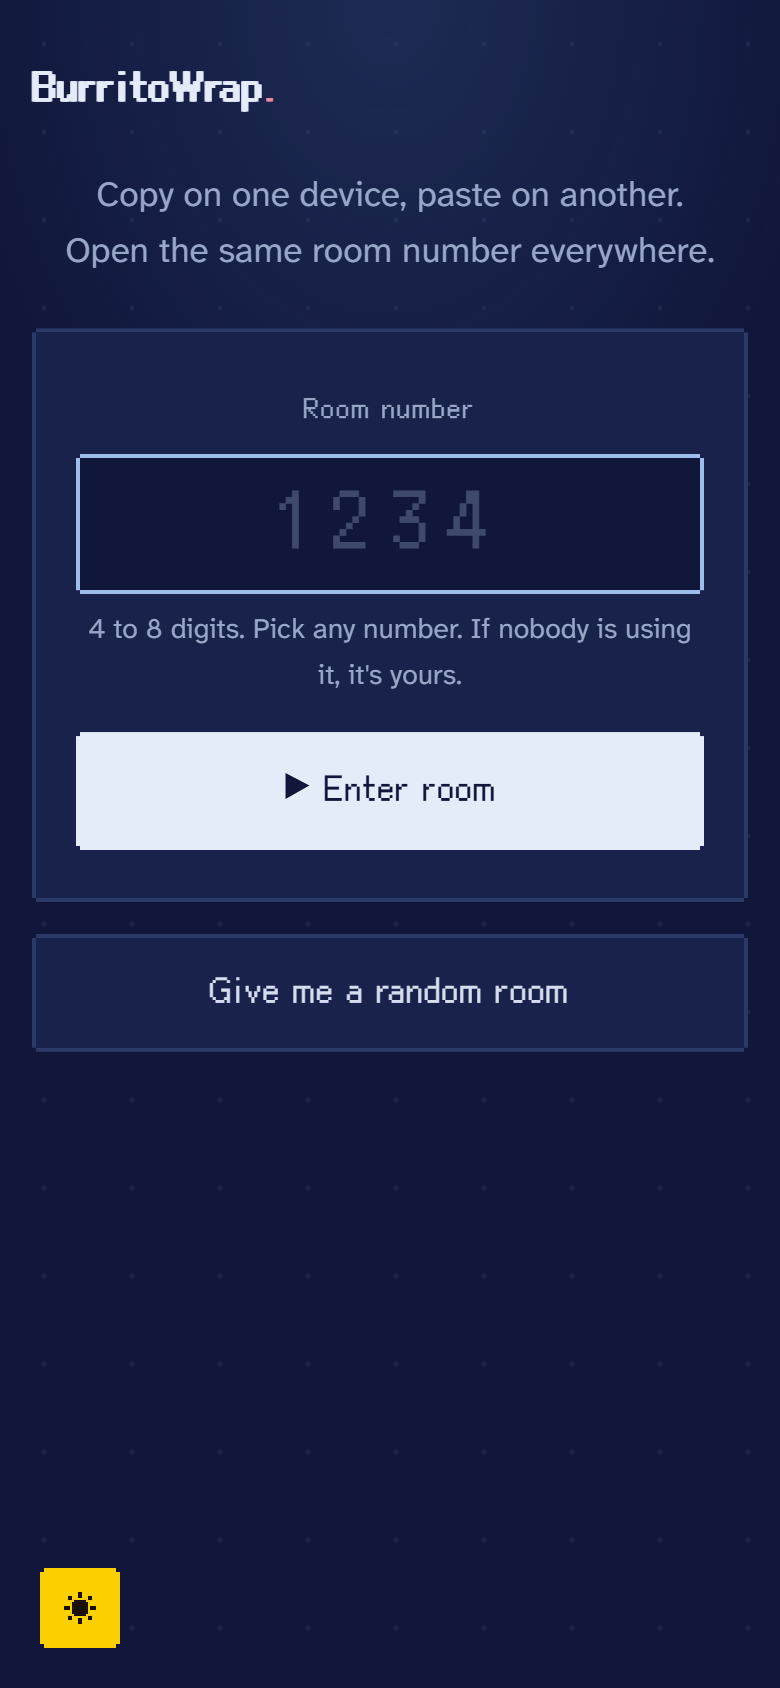 BurritoWrap.
Copy on one device, paste on another.
Open the same room number everywhere.
Room number
1234
4 to 8 digits. Pick any number. If nobody is using
it, it's yours.
▶ Enter room
Give me a random room